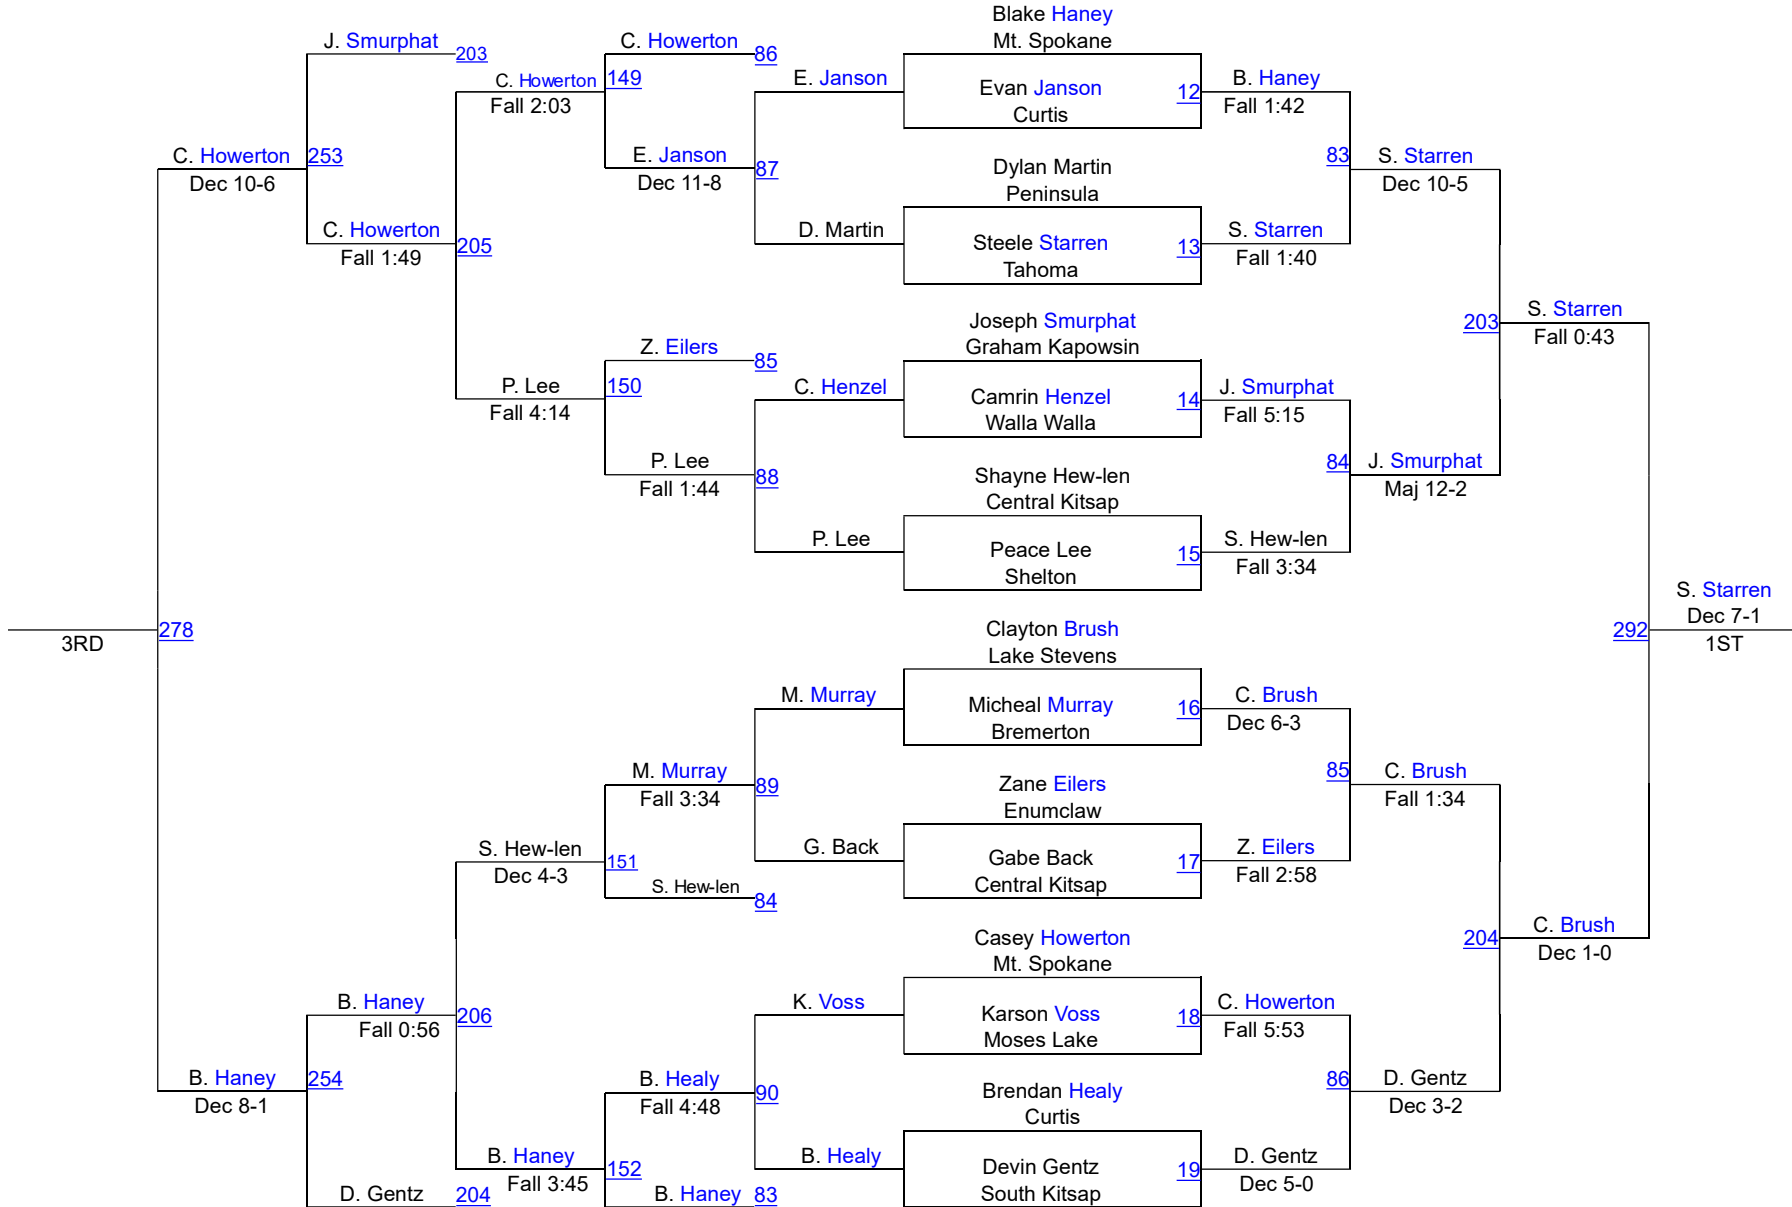 Blake Haney
J. Smurphat
C. Howerton
Mt. Spokane
203
86
C. Howerton
149
E. Janson
Evan Janson
12
B. Haney
Fall 2:03
Curtis
Fall 1:42
C. Howerton
253
E. Janson
87
Dylan Martin
83
S. Starren
Dec 10-6
Dec 11-8
Peninsula
Dec 10-5
C. Howerton
205
D. Martin
Steele Starren
13
S. Starren
Fall 1:49
Tahoma
Fall 1:40
Joseph Smurphat
203
S. Starren
Z. Eilers
85
Graham Kapowsin
Fall 0:43
P. Lee
150
C. Henzel
Camrin Henzel
14
J. Smurphat
Fall 4:14
Walla Walla
Fall 5:15
P. Lee
88
Shayne Hew-len
84
J. Smurphat
Fall 1:44
Central Kitsap
Maj 12-2
P. Lee
Peace Lee
15
S. Hew-len
Shelton
Fall 3:34
S. Starren
278
Clayton Brush
292
Dec 7-1
3RD
Lake Stevens
1ST
M. Murray
Micheal Murray
16
C. Brush
Bremerton
Dec 6-3
M. Murray
89
Zane Eilers
85
C. Brush
Fall 3:34
Enumclaw
Fall 1:34
S. Hew-len
151
G. Back
Gabe Back
17
Z. Eilers
Dec 4-3
Central Kitsap
Fall 2:58
S. Hew-len
84
Casey Howerton
204
C. Brush
Mt. Spokane
Dec 1-0
B. Haney
206
K. Voss
Karson Voss
18
C. Howerton
Fall 0:56
Moses Lake
Fall 5:53
B. Haney
254
B. Healy
90
Brendan Healy
86
D. Gentz
Dec 8-1
Fall 4:48
Curtis
Dec 3-2
B. Haney
152
B. Healy
Devin Gentz
19
D. Gentz
Fall 3:45
South Kitsap
Dec 5-0
D. Gentz
204
B. Haney
83